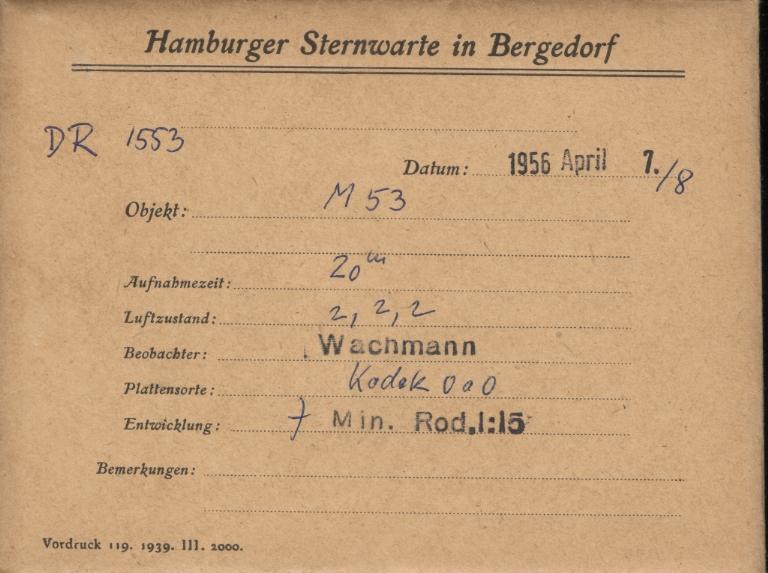 Hamburger Sternwarte in Bergedorf
DR 1553
Datum: 1956 April 7./8
Objekt: M 53
Aufnahmezeit: 20ᵐ
Luftzustand: 2, 2, 2
Beobachter: Wachmann
Plattensorte: Kodak OaO
Entwicklung: 7 Min. Rod.1:15
Bemerkungen:
Vordruck 119. 1939. III. 2000.